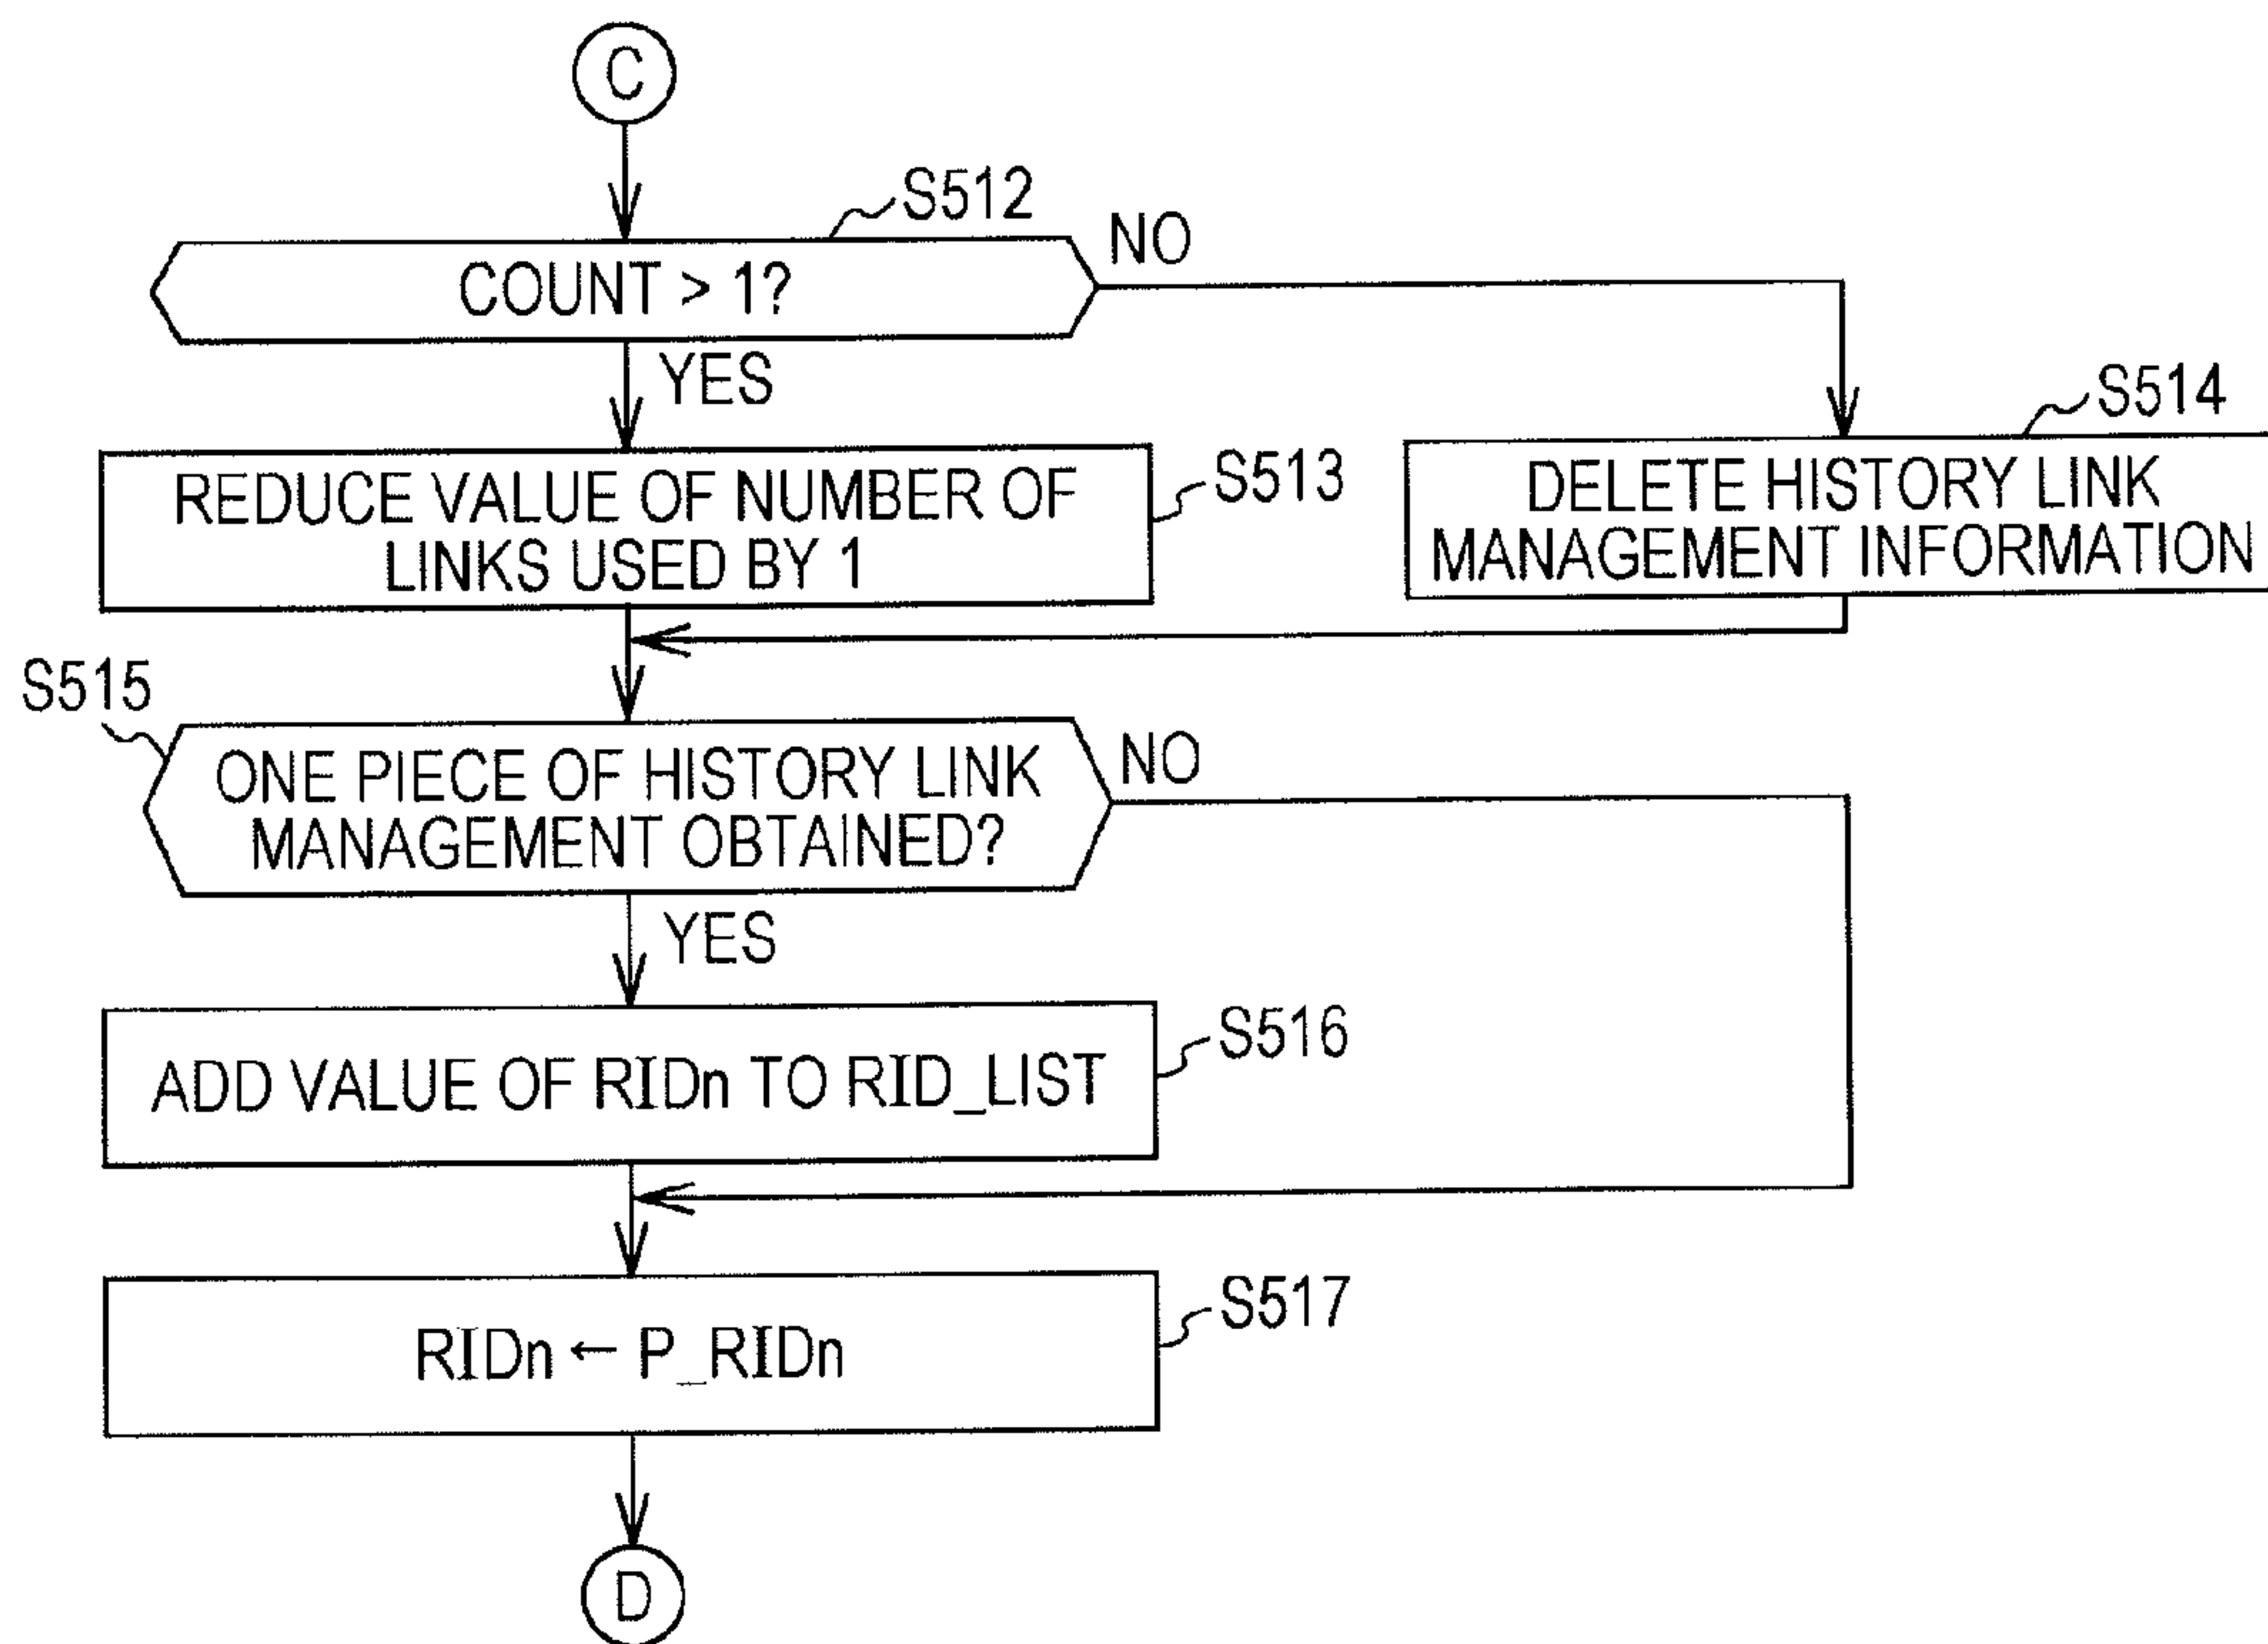 C
S512
COUNT > 1?
NO
YES
S514
REDUCE VALUE OF NUMBER OF
LINKS USED BY 1
S513
DELETE HISTORY LINK
MANAGEMENT INFORMATION
S515
ONE PIECE OF HISTORY LINK
MANAGEMENT OBTAINED?
NO
YES
ADD VALUE OF RIDn TO RID_LIST
S516
RIDn ← P_RIDn
S517
D